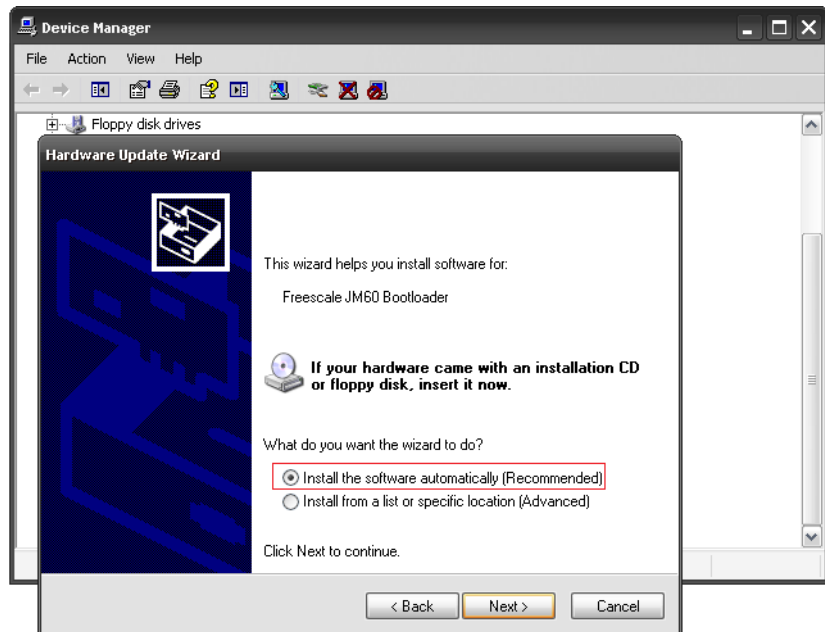 Device Manager
File Action View Help
Floppy disk drives
Hardware Update Wizard
This wizard helps you install software for:
Freescale JM60 Bootloader
If your hardware came with an installation CD
or floppy disk, insert it now.
What do you want the wizard to do?
Install the software automatically (Recommended)
Install from a list or specific location (Advanced)
Click Next to continue.
< Back Next > Cancel